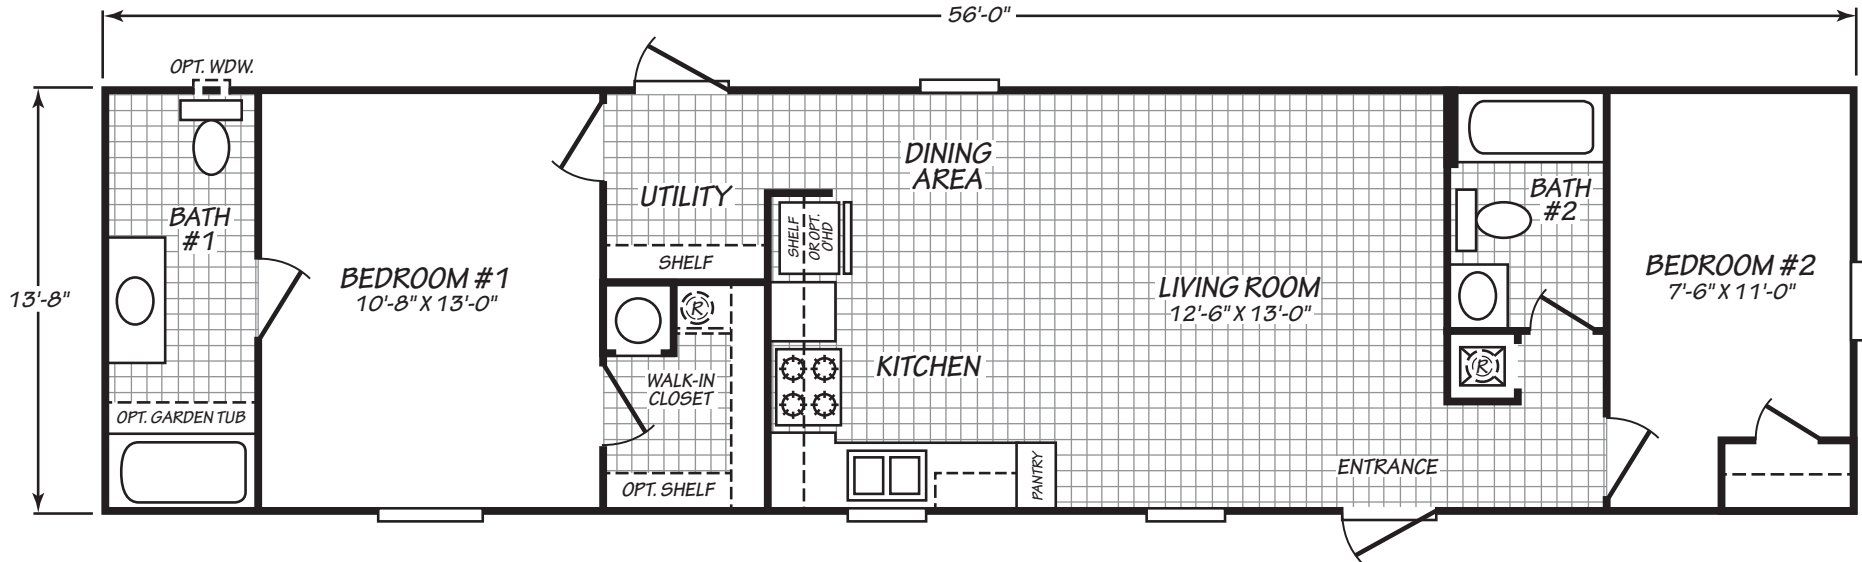 56'-0"
OPT. WDW.
13'-8"
BATH
#1
OPT. GARDEN TUB
BEDROOM #1
10'-8" X 13'-0"
UTILITY
SHELF
R
WALK-IN
CLOSET
OPT. SHELF
DINING
AREA
SHELF
OR OPT.
O'HD
KITCHEN
PANTRY
LIVING ROOM
12'-6" X 13'-0"
ENTRANCE
BATH
#2
R
BEDROOM #2
7'-6" X 11'-0"